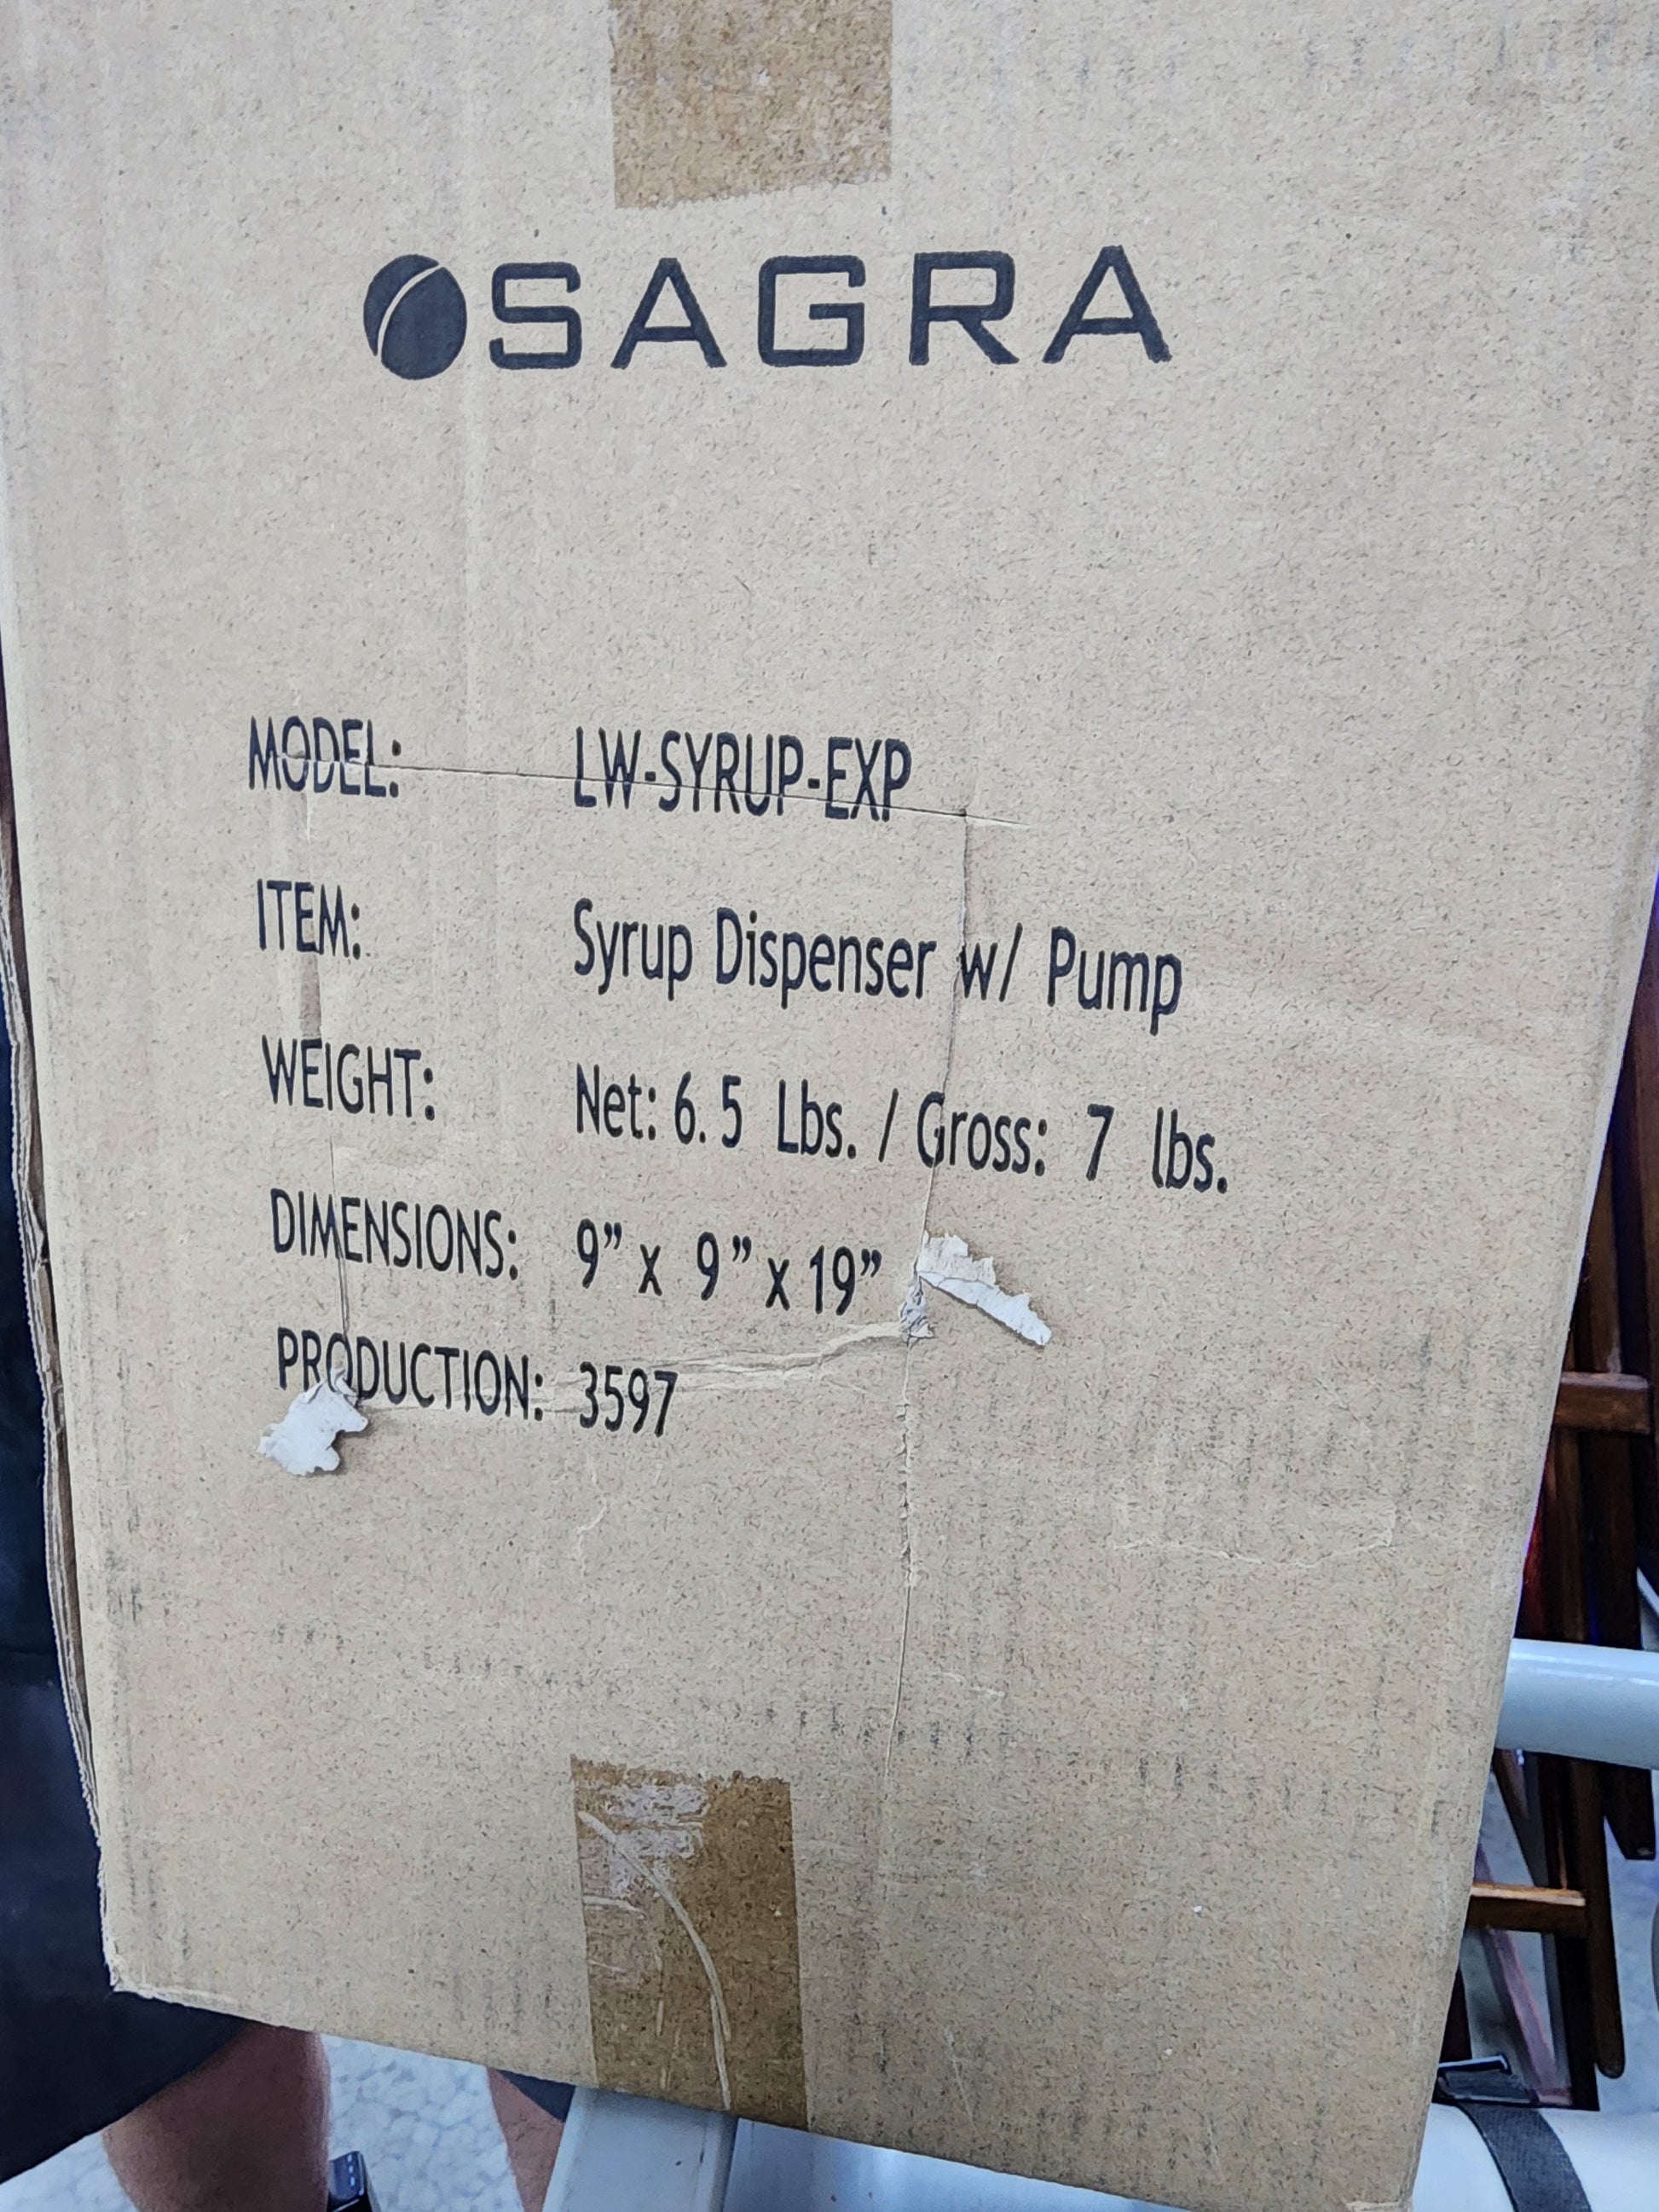 SAGRA
MODEL: LW-SYRUP-EXP
ITEM: Syrup Dispenser w/ Pump
WEIGHT: Net: 6.5 Lbs. / Gross: 7 lbs.
DIMENSIONS: 9" x 9" x 19"
PRODUCTION: 3597